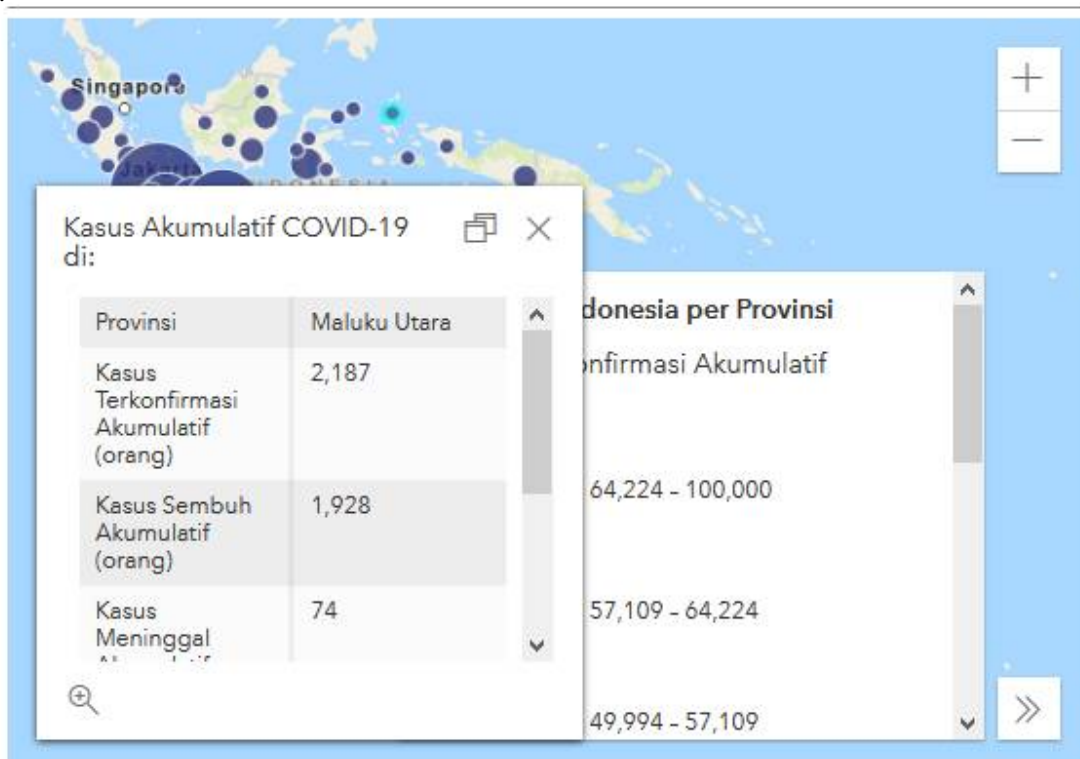 Singapore
Jakarta
Kasus Akumulatif COVID-19
di:
Provinsi Maluku Utara
Kasus 2,187
Terkonfirmasi
Akumulatif
(orang)
Kasus Sembuh 1,928
Akumulatif
(orang)
Kasus 74
Meninggal
donesia per Provinsi
nfirmasi Akumulatif
64,224 - 100,000
57,109 - 64,224
49,994 - 57,109